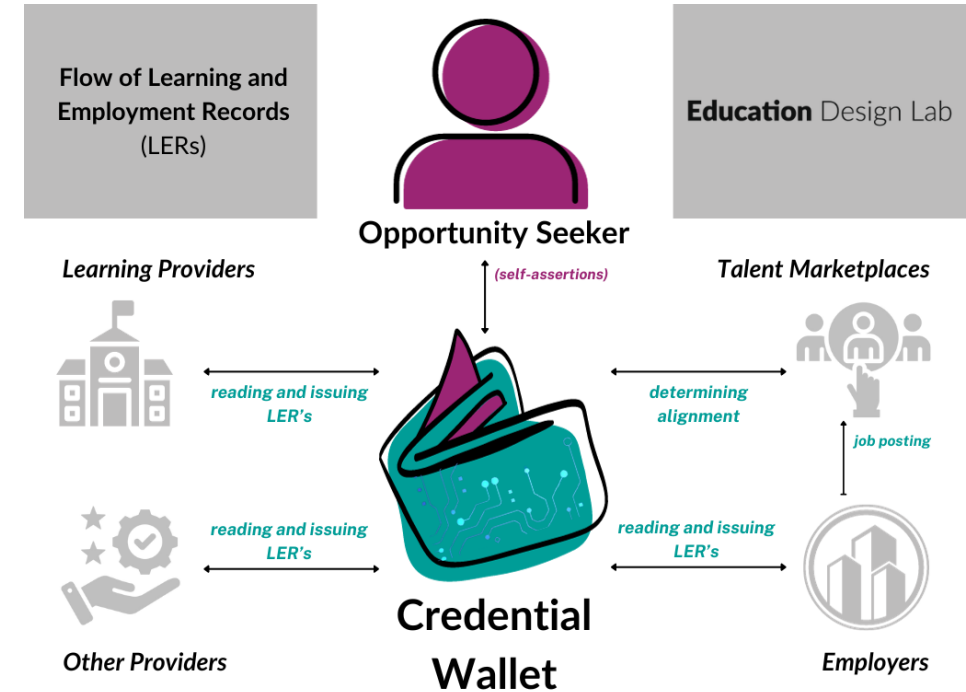 Flow of Learning and
Employment Records
(LERs)
Education Design Lab
Opportunity Seeker
(self-assertions)
Learning Providers
Talent Marketplaces
reading and issuing
LER's
determining
alignment
job posting
reading and issuing
LER's
reading and issuing
LER's
Credential
Wallet
Other Providers
Employers